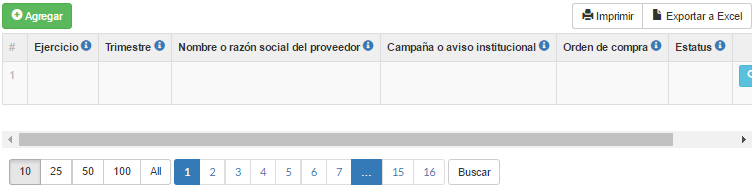 Agregar Imprimir Exportar a Excel
# Ejercicio Trimestre Nombre o razón social del proveedor Campaña o aviso institucional Orden de compra Estatus
1
10 25 50 100 All 1 2 3 4 5 6 7 ... 15 16 Buscar